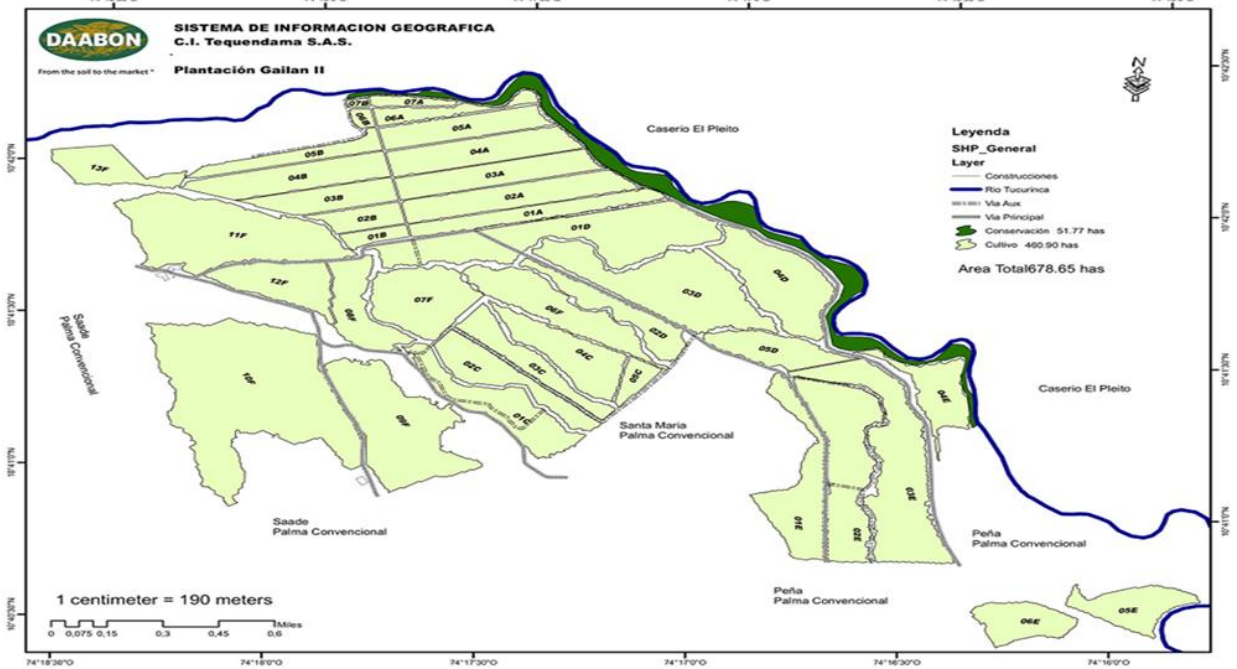 DAABON
From the soil to the market
SISTEMA DE INFORMACION GEOGRAFICA
C.I. Tequendama S.A.S.
.
Plantación Gailan II
N
Caserio El Pleito
Leyenda
SHP_General
Layer
Construcciones
Rio Tucurinca
Via Aux
Via Principal
Conservación 51.77 has
Cultivo 460.90 has
Area Total678.65 has
07B
07A
06B
06A
05A
05B
04A
04B
03A
03B
02A
02B
01A
01B
01D
13F
11F
12F
08F
07F
06F
04D
03D
02D
05D
04C
03C
02C
05C
01C
10F
09F
04E
03E
02E
01E
05E
06E
Saade
Palma Convencional
Santa Maria
Palma Convencional
Caserio El Pleito
Saade
Palma Convencional
Peña
Palma Convencional
Peña
Palma Convencional
1 centimeter = 190 meters
0 0,075 0,15 0,3 0,45 0,6 Miles
74°18'30"O 74°18'0"O 74°17'30"O 74°17'0"O 74°16'30"O 74°16'0"O